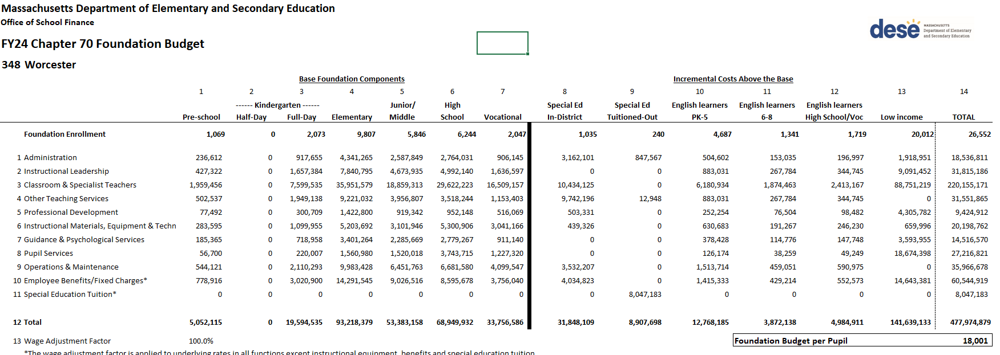 Massachusetts Department of Elementary and Secondary Education
Office of School Finance
dese MASSACHUSETTS Department of Elementary and Secondary Education
FY24 Chapter 70 Foundation Budget
348 Worcester
Base Foundation Components Incremental Costs Above the Base
1 2 3 4 5 6 7 8 9 10 11 12 13 14
------ Kindergarten ------ Junior/ High Special Ed Special Ed English learners English learners English learners
Pre-school Half-Day Full-Day Elementary Middle School Vocational In-District Tuitioned-Out PK-5 6-8 High School/Voc Low income TOTAL
Foundation Enrollment 1,069 0 2,073 9,807 5,846 6,244 2,047 1,035 240 4,687 1,341 1,719 20,012 26,552
1 Administration 236,612 0 917,655 4,341,265 2,587,849 2,764,031 906,145 3,162,101 847,567 504,602 153,035 196,997 1,918,951 18,536,811
2 Instructional Leadership 427,322 0 1,657,384 7,840,795 4,673,935 4,992,140 1,636,597 0 0 883,031 267,784 344,745 9,091,452 31,815,186
3 Classroom & Specialist Teachers 1,959,456 0 7,599,535 35,951,579 18,859,313 29,622,223 16,509,157 10,434,125 0 6,180,934 1,874,463 2,413,167 88,751,219 220,155,171
4 Other Teaching Services 502,537 0 1,949,138 9,221,032 3,956,807 3,518,244 1,153,403 9,742,196 12,948 883,031 267,784 344,745 0 31,551,865
5 Professional Development 77,492 0 300,709 1,422,800 919,342 952,148 516,069 503,331 0 252,254 76,504 98,482 4,305,782 9,424,912
6 Instructional Materials, Equipment & Techn 283,595 0 1,099,955 5,203,692 3,101,946 5,300,906 3,041,166 439,326 0 630,683 191,267 246,230 659,996 20,198,762
7 Guidance & Psychological Services 185,365 0 718,958 3,401,264 2,285,669 2,779,267 911,140 0 0 378,428 114,776 147,748 3,593,955 14,516,570
8 Pupil Services 56,700 0 220,007 1,560,980 1,520,018 3,743,715 1,227,320 0 0 126,174 38,259 49,249 18,674,398 27,216,821
9 Operations & Maintenance 544,121 0 2,110,293 9,983,428 6,451,763 6,681,580 4,099,547 3,532,207 0 1,513,714 459,051 590,975 0 35,966,678
10 Employee Benefits/Fixed Charges* 778,916 0 3,020,900 14,291,545 9,026,516 8,595,678 3,756,040 4,034,823 0 1,415,333 429,214 552,573 14,643,381 60,544,919
11 Special Education Tuition* 0 0 0 0 0 0 0 0 8,047,183 0 0 0 0 8,047,183
12 Total 5,052,115 0 19,594,535 93,218,379 53,383,158 68,949,932 33,756,586 31,848,109 8,907,698 12,768,185 3,872,138 4,984,911 141,639,133 477,974,879
13 Wage Adjustment Factor 100.0% Foundation Budget per Pupil 18,001
*The wage adjustment factor is applied to underlying rates in all functions except instructional equipment, benefits and special education tuition